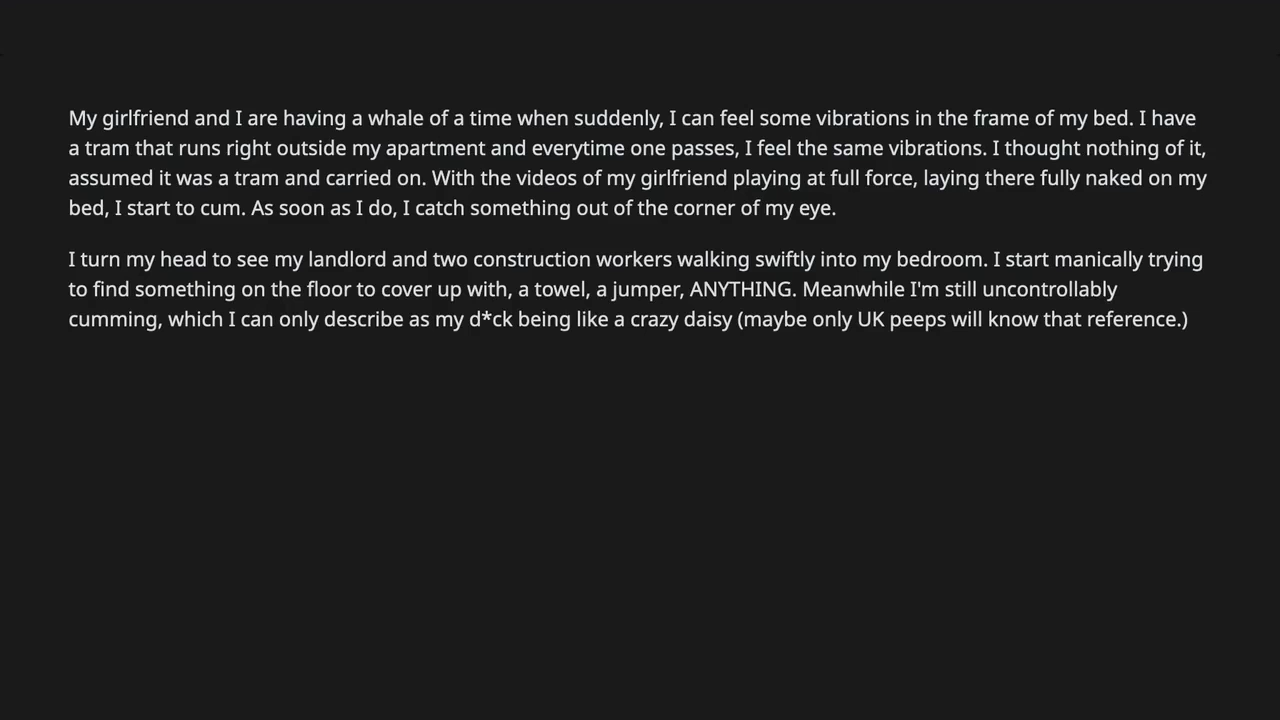 My girlfriend and I are having a whale of a time when suddenly, I can feel some vibrations in the frame of my bed. I have
a tram that runs right outside my apartment and everytime one passes, I feel the same vibrations. I thought nothing of it,
assumed it was a tram and carried on. With the videos of my girlfriend playing at full force, laying there fully naked on my
bed, I start to cum. As soon as I do, I catch something out of the corner of my eye.
I turn my head to see my landlord and two construction workers walking swiftly into my bedroom. I start manically trying
to find something on the floor to cover up with, a towel, a jumper, ANYTHING. Meanwhile I'm still uncontrollably
cumming, which I can only describe as my d*ck being like a crazy daisy (maybe only UK peeps will know that reference.)